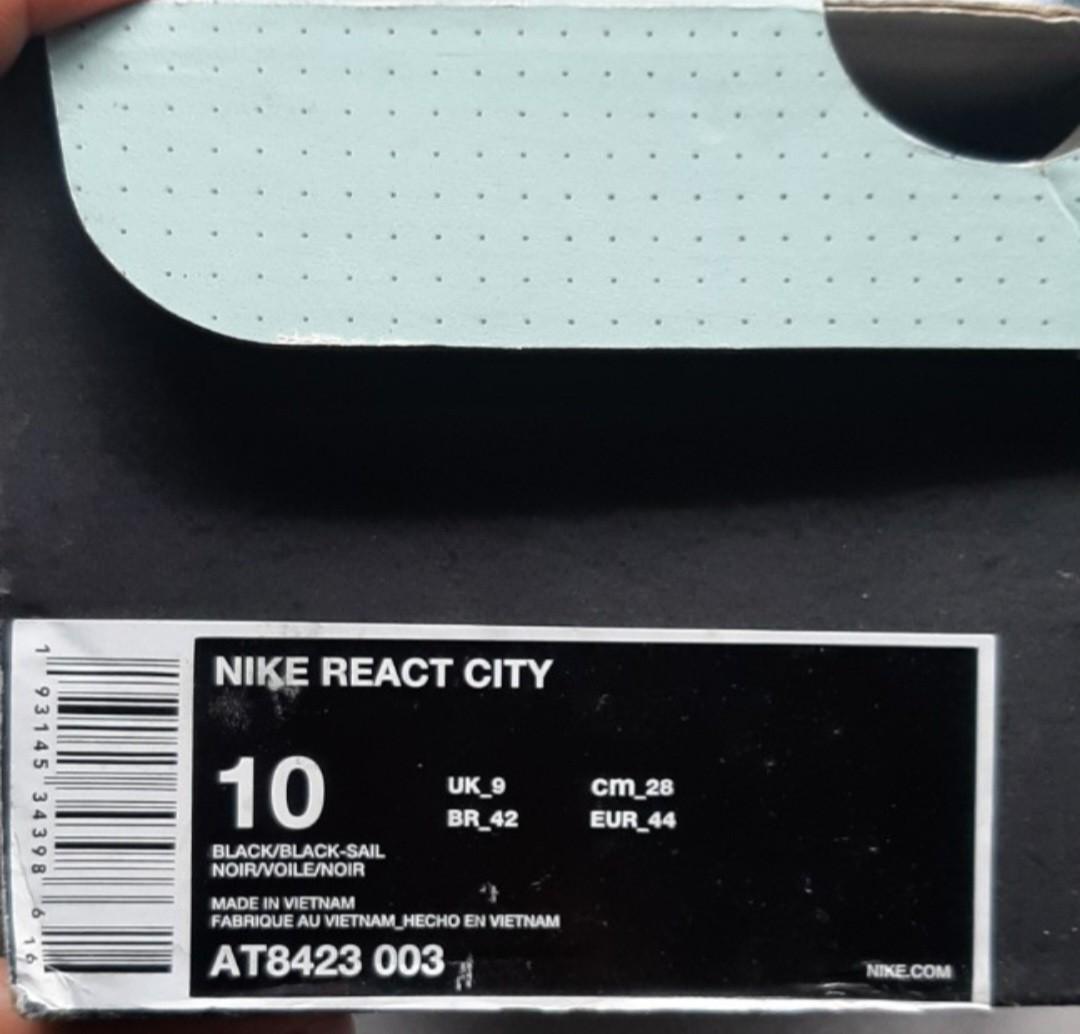 NIKE REACT CITY
10
UK_9 cm_28
BR_42 EUR_44
BLACK/BLACK-SAIL
NOIR/VOILE/NOIR
MADE IN VIETNAM
FABRIQUE AU VIETNAM_HECHO EN VIETNAM
AT8423 003
NIKE.COM
1 93145 34398 6 16